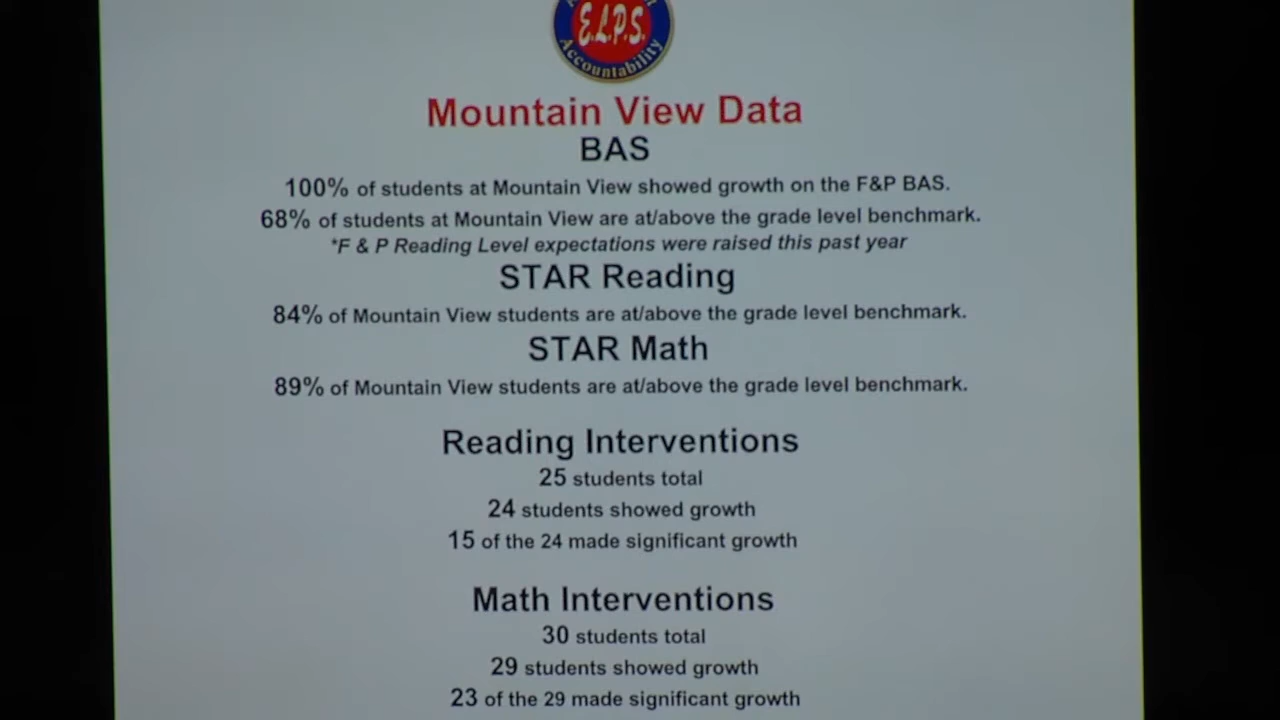 E.L.P.S.
Accountability
Mountain View Data
BAS
100% of students at Mountain View showed growth on the F&P BAS.
68% of students at Mountain View are at/above the grade level benchmark.
*F & P Reading Level expectations were raised this past year
STAR Reading
84% of Mountain View students are at/above the grade level benchmark.
STAR Math
89% of Mountain View students are at/above the grade level benchmark.
Reading Interventions
25 students total
24 students showed growth
15 of the 24 made significant growth
Math Interventions
30 students total
29 students showed growth
23 of the 29 made significant growth